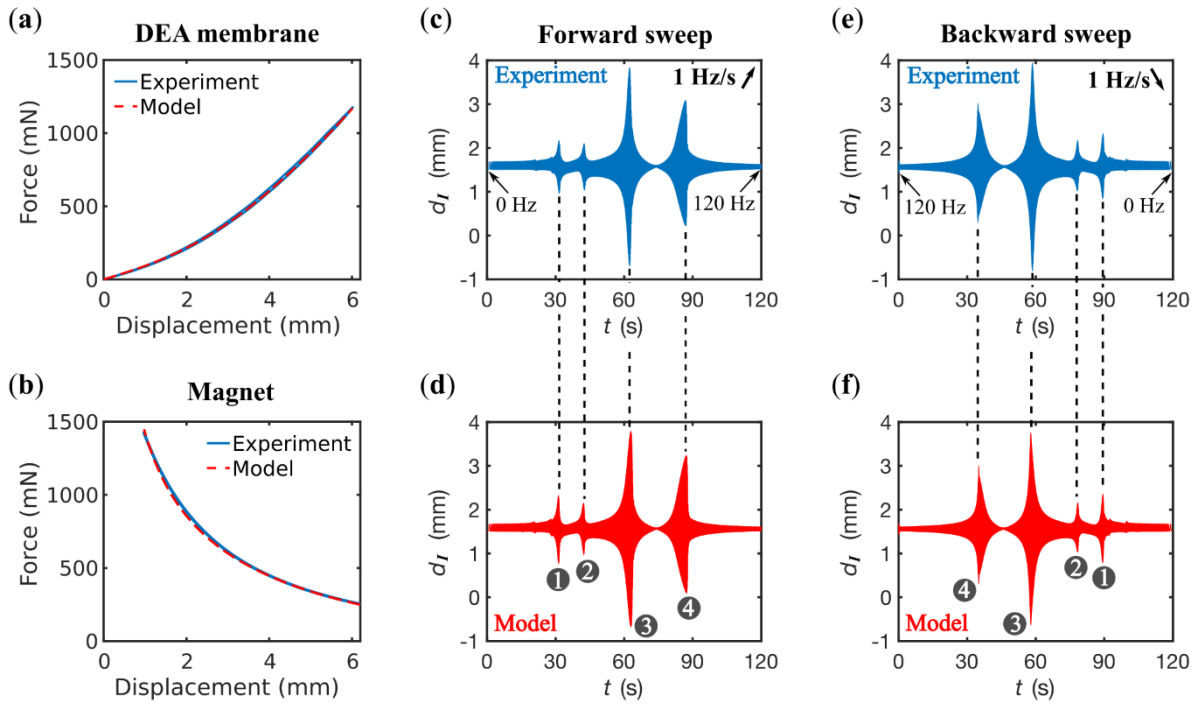 (a)
DEA membrane
1500
1000
500
0
Force (mN)
Experiment
Model
0 2 4 6
Displacement (mm)
(b)
Magnet
1500
1000
500
0
Force (mN)
Experiment
Model
0 2 4 6
Displacement (mm)
(c)
Forward sweep
4
3
2
1
0
-1
d_I (mm)
Experiment
1 Hz/s ↗
0 Hz
120 Hz
0 30 60 90 120
t (s)
(d)
4
3
2
1
0
-1
d_I (mm)
1
2
3
4
Model
0 30 60 90 120
t (s)
(e)
Backward sweep
4
3
2
1
0
-1
d_I (mm)
Experiment
1 Hz/s ↘
120 Hz
0 Hz
0 30 60 90 120
t (s)
(f)
4
3
2
1
0
-1
d_I (mm)
4
3
2
1
Model
0 30 60 90 120
t (s)